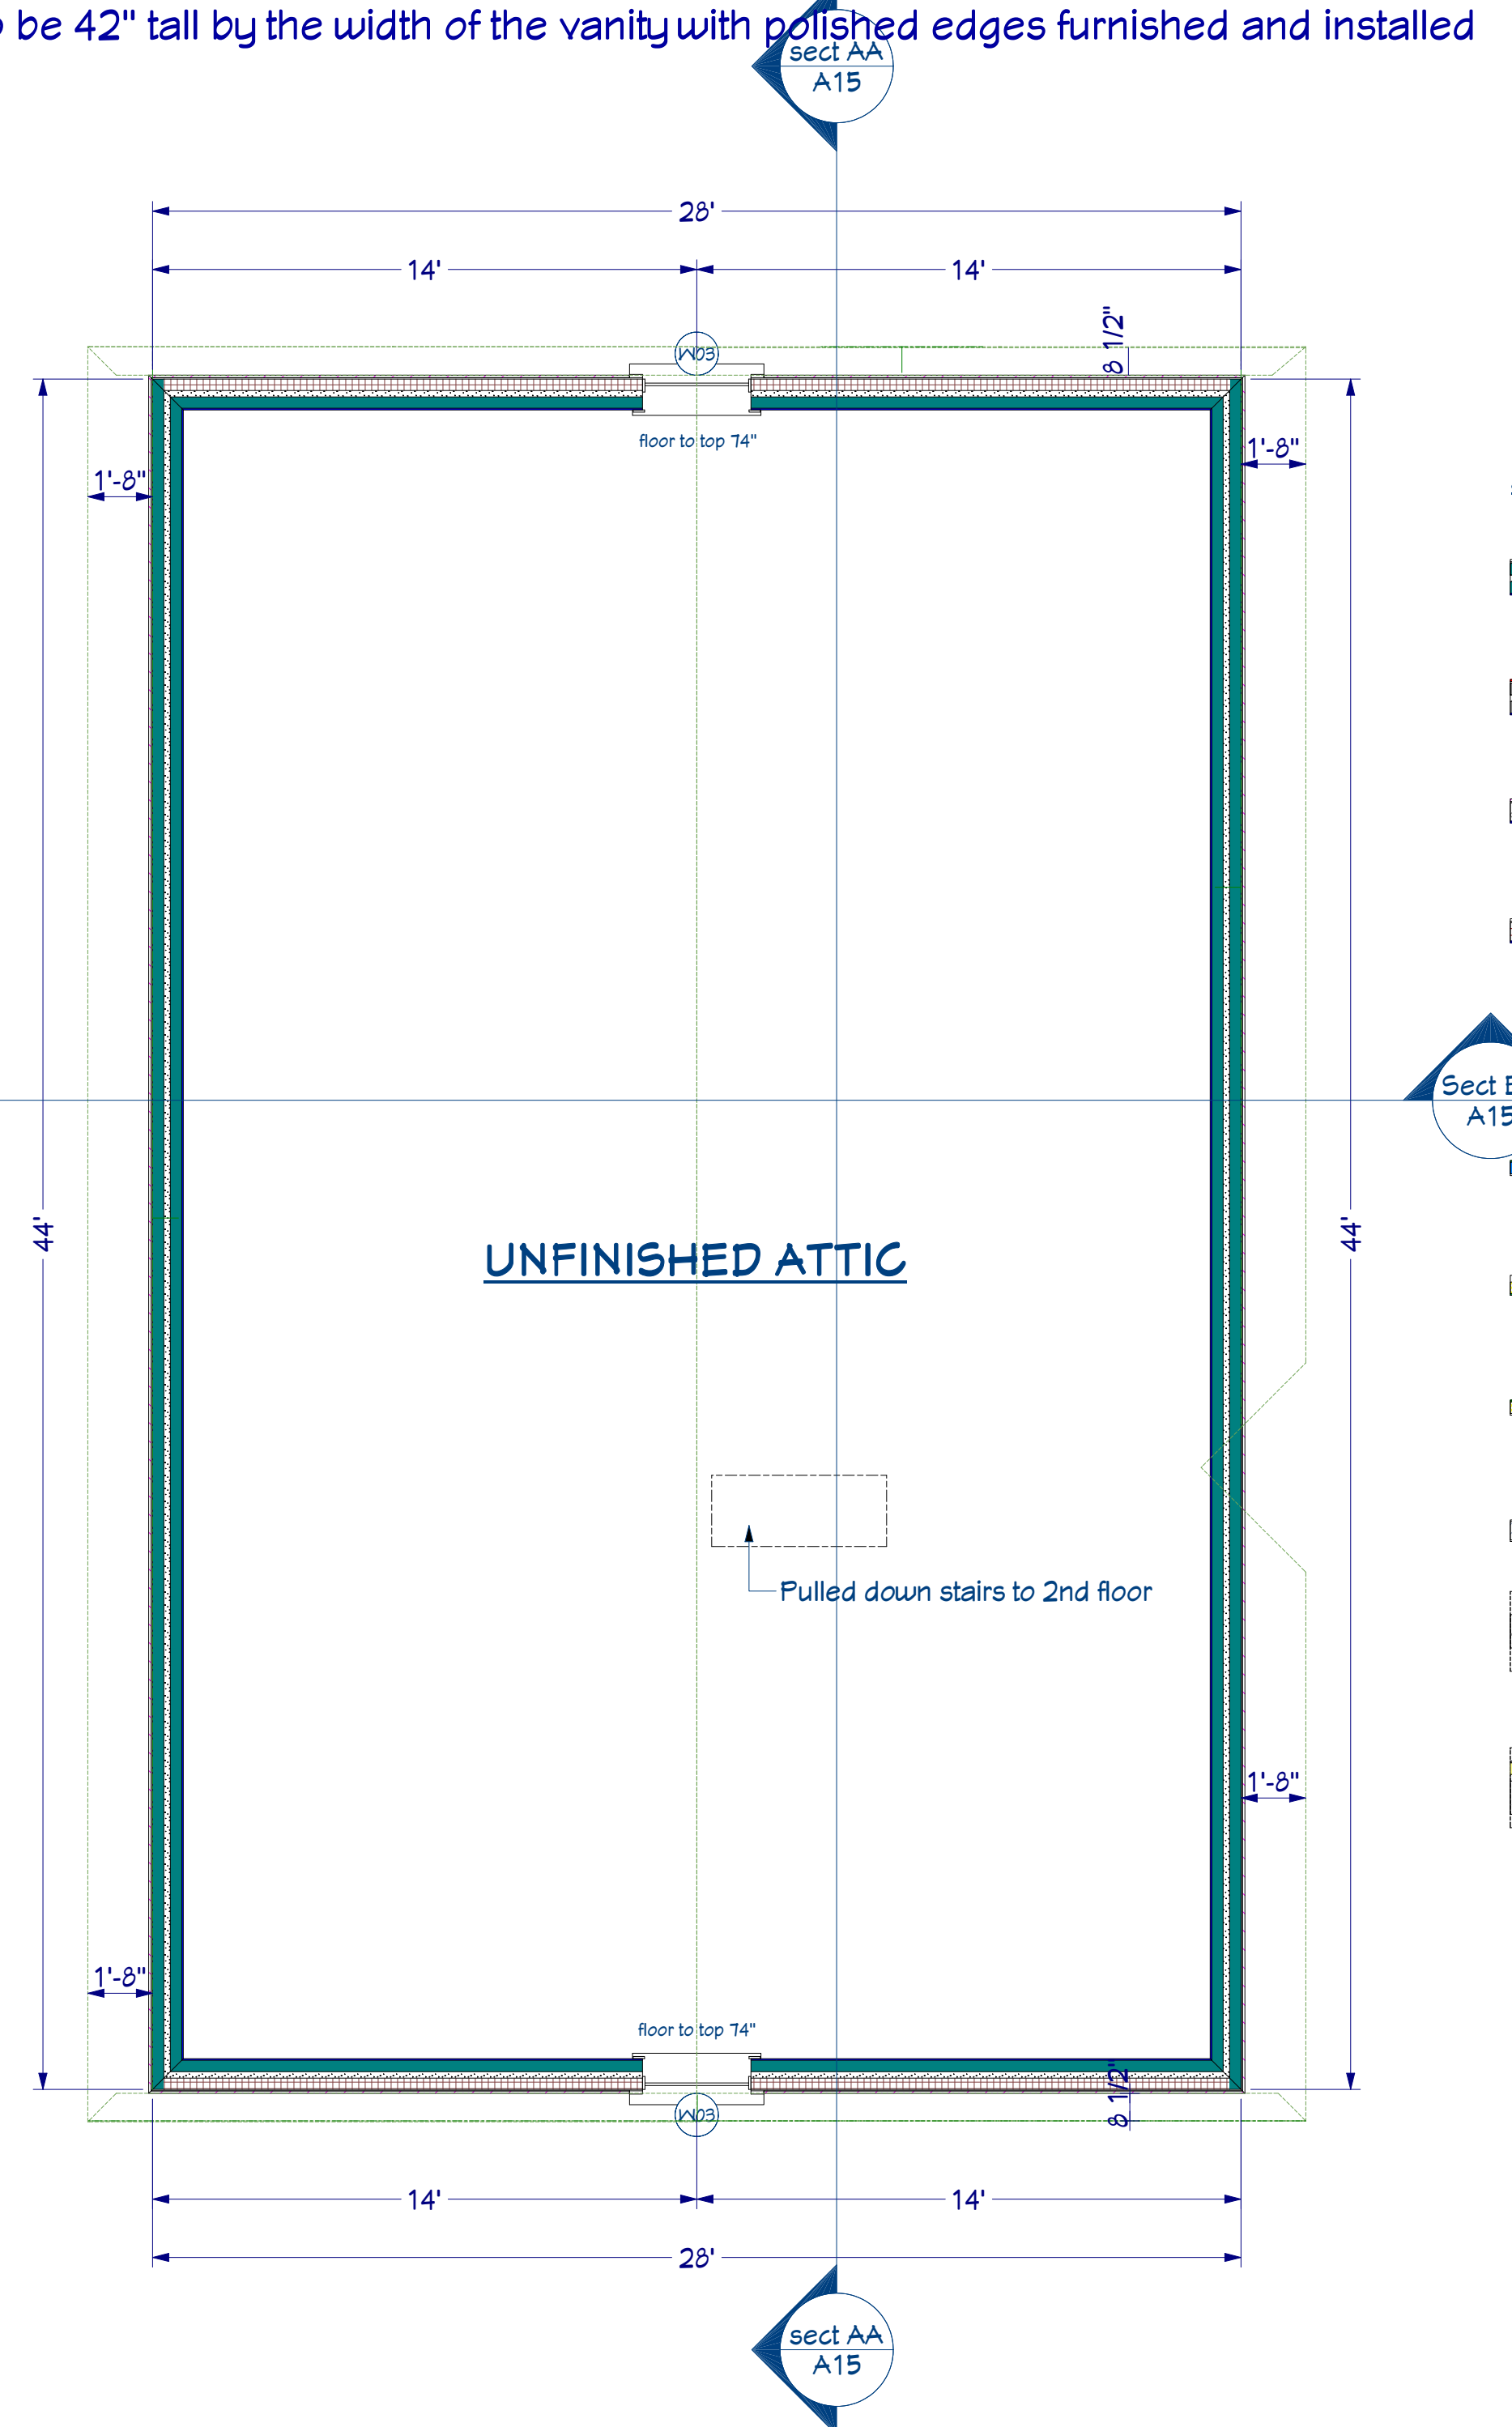 be 42" tall by the width of the vanity with polished edges furnished and installed
sect AA
A15
28'
14'
14'
8 1/2"
W03
floor to top 74"
1'-8"
1'-8"
Sect
A15
44'
44'
UNFINISHED ATTIC
Pulled down stairs to 2nd floor
1'-8"
1'-8"
floor to top 74"
8 1/2"
W03
14'
14'
28'
sect AA
A15